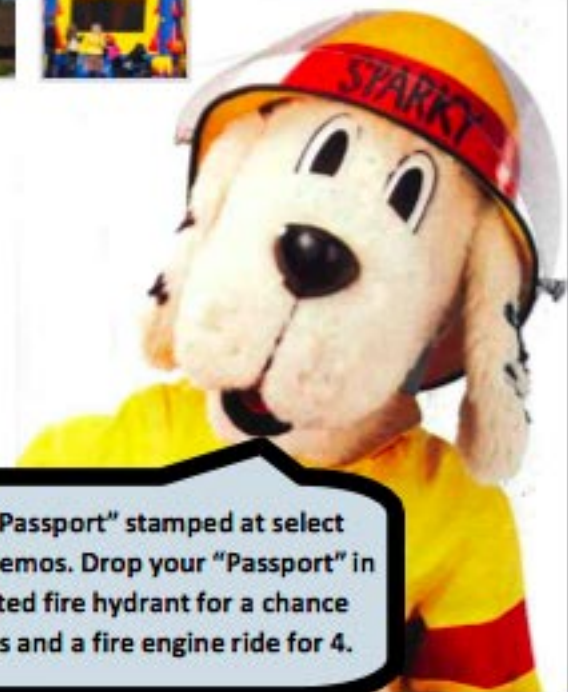 SPARKY
Passport" stamped at select
emos. Drop your "Passport" in
ted fire hydrant for a chance
s and a fire engine ride for 4.